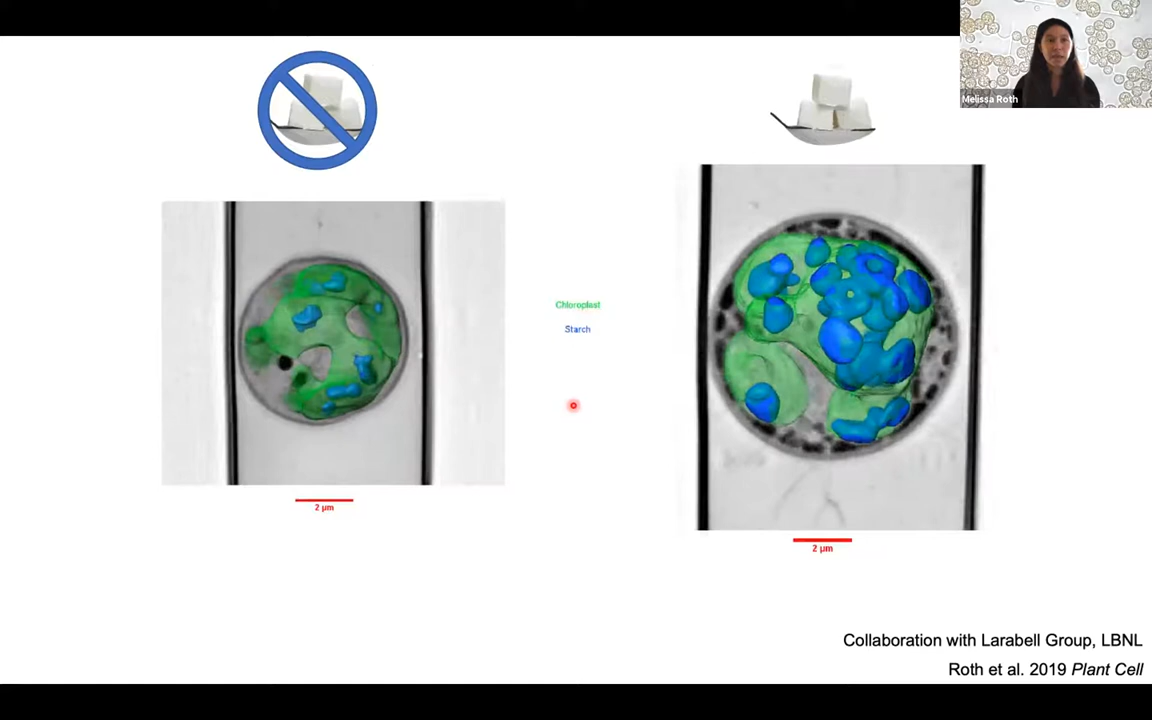 Melissa Roth
Chloroplast
Starch
2 µm
2 µm
Collaboration with Larabell Group, LBNL
Roth et al. 2019 Plant Cell